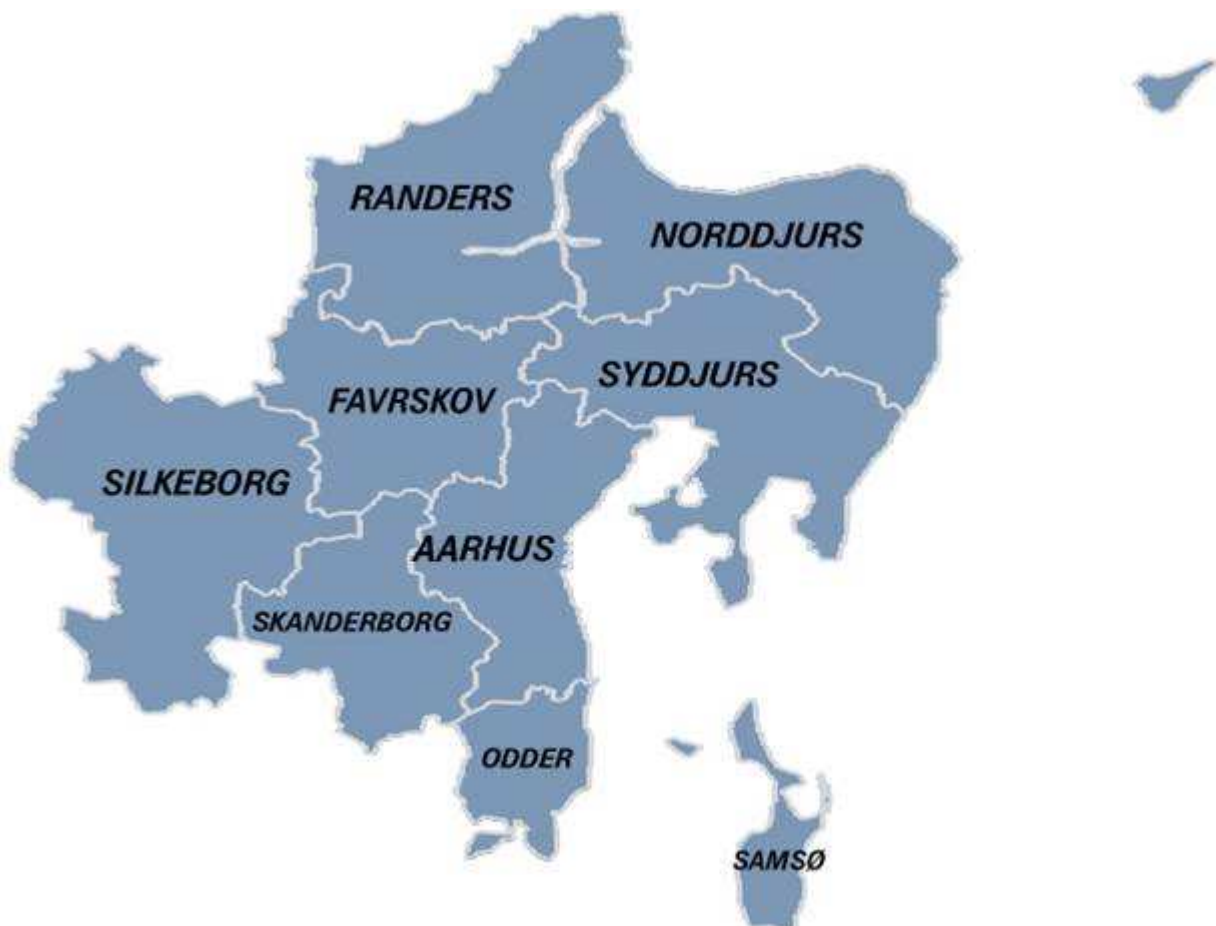 RANDERS
NORDDJURS
SYDDJURS
FAVRSKOV
SILKEBORG
AARHUS
SKANDERBORG
ODDER
SAMSØ